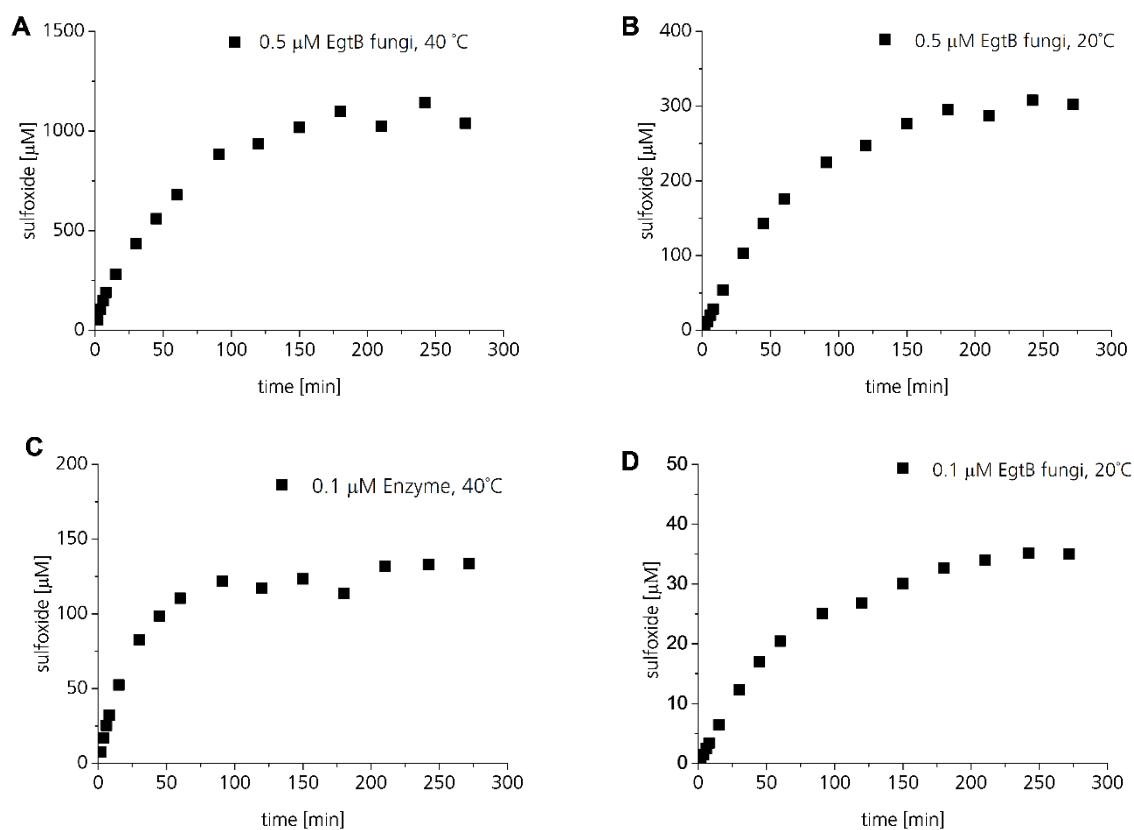 A
0.5 μM EgtB fungi, 40 °C
sulfoxide [μM]
1500
1000
500
0
0 50 100 150 200 250 300
time [min]
B
0.5 μM EgtB fungi, 20°C
sulfoxide [μM]
400
300
200
100
0
0 50 100 150 200 250 300
time [min]
C
0.1 μM Enzyme, 40°C
sulfoxide [μM]
200
150
100
50
0
0 50 100 150 200 250 300
time [min]
D
0.1 μM EgtB fungi, 20°C
sulfoxide [μM]
50
40
30
20
10
0
0 50 100 150 200 250 300
time [min]